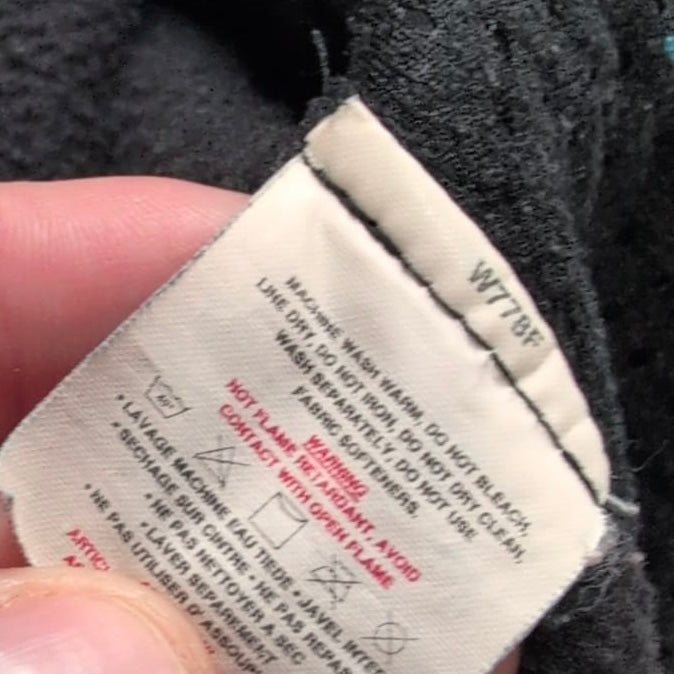 W778F
MACHINE WASH WARM, DO NOT BLEACH,
LINE DRY, DO NOT IRON, DO NOT DRY CLEAN,
WASH SEPARATELY, DO NOT USE
FABRIC SOFTENERS.
WARNING
NOT FLAME RETARDANT, AVOID
CONTACT WITH OPEN FLAME
• LAVAGE MACHINE EAU TIEDE • JAVEL INTER
• SECHAGE SUR CINTRE • NE PAS REPAS
• NE PAS NETTOYER A SEC
• LAVER SEPAREMENT
• NE PAS UTILISER D'ASSOUP
ARTIC